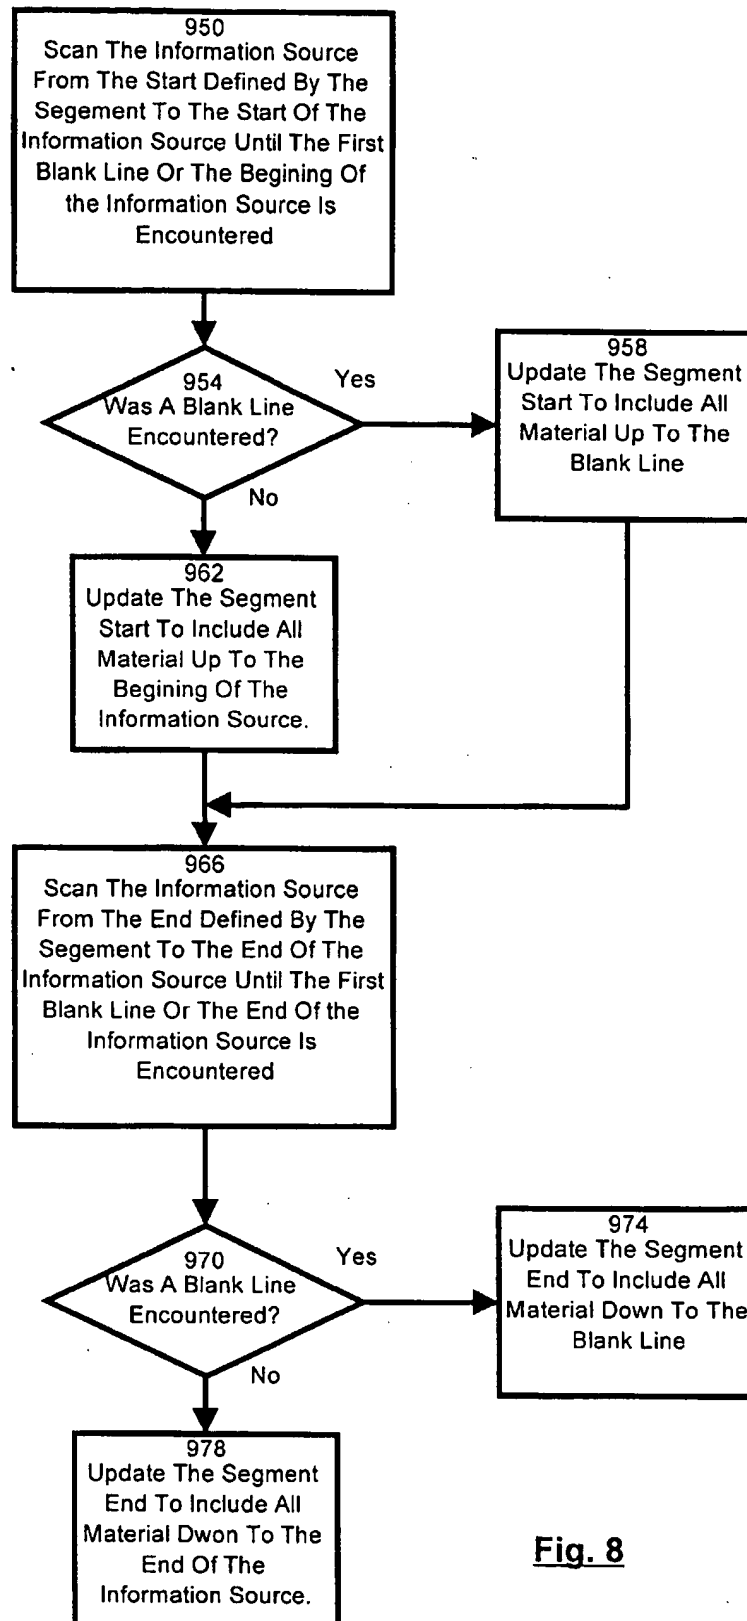 950
Scan The Information Source
From The Start Defined By The
Segement To The Start Of The
Information Source Until The First
Blank Line Or The Begining Of
the Information Source Is
Encountered
954
Was A Blank Line
Encountered?
Yes
No
958
Update The Segment
Start To Include All
Material Up To The
Blank Line
962
Update The Segment
Start To Include All
Material Up To The
Begining Of The
Information Source.
966
Scan The Information Source
From The End Defined By The
Segement To The End Of The
Information Source Until The First
Blank Line Or The End Of the
Information Source Is
Encountered
970
Was A Blank Line
Encountered?
Yes
No
974
Update The Segment
End To Include All
Material Down To The
Blank Line
978
Update The Segment
End To Include All
Material Dwon To The
End Of The
Information Source.
Fig. 8